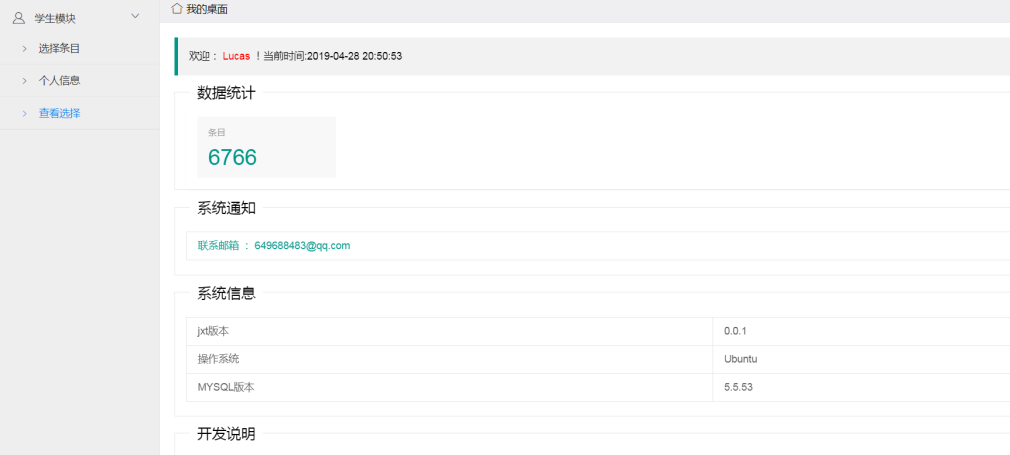 学生模块
选择条目
个人信息
查看选择
我的桌面
欢迎： Lucas ！当前时间:2019-04-28 20:50:53
数据统计
条目
6766
系统通知
联系邮箱 ： 649688483@qq.com
系统信息
jxt版本 0.0.1
操作系统 Ubuntu
MYSQL版本 5.5.53
开发说明